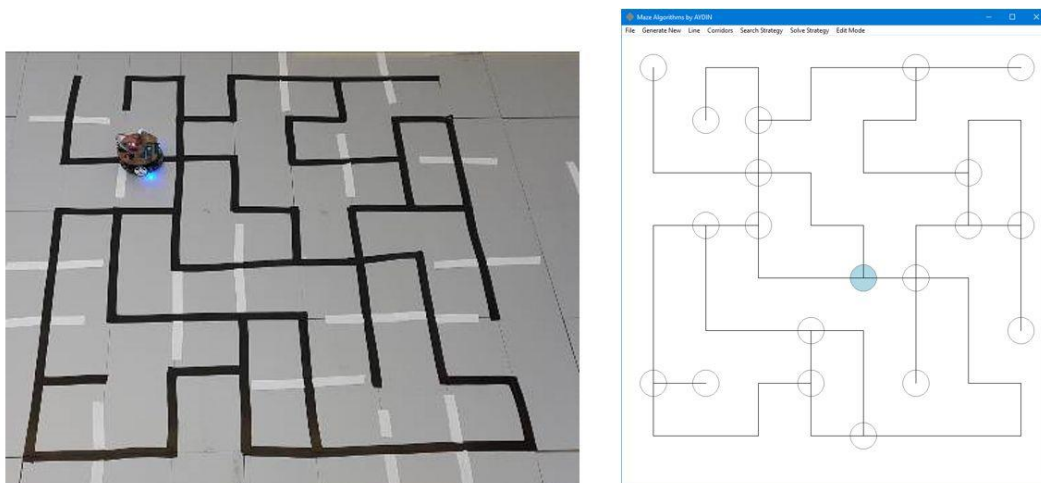 Maze Algorithms by AYDIN
File Generate New Line Corridors Search Strategy Solve Strategy Edit Mode